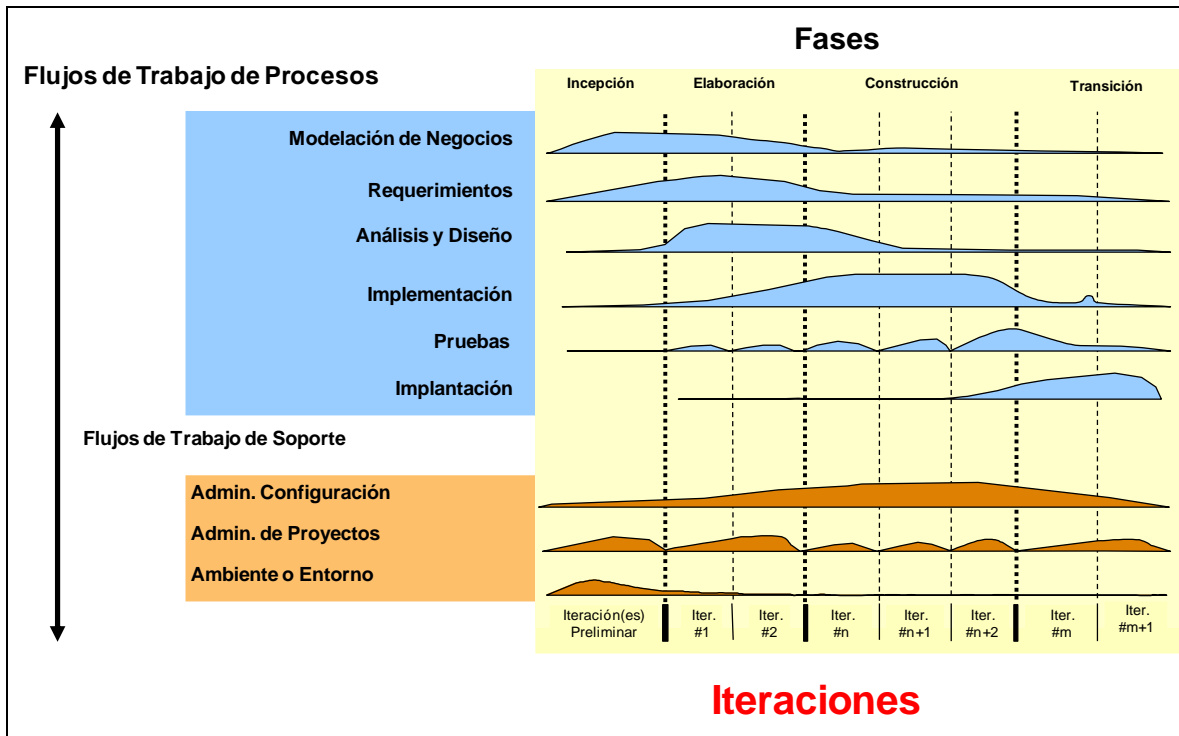 Fases
Flujos de Trabajo de Procesos
Incepción
Elaboración
Construcción
Transición
Modelación de Negocios
Requerimientos
Análisis y Diseño
Implementación
Pruebas
Implantación
Flujos de Trabajo de Soporte
Admin. Configuración
Admin. de Proyectos
Ambiente o Entorno
Iteración(es)
Preliminar
Iter.
#1
Iter.
#2
Iter.
#n
Iter.
#n+1
Iter.
#n+2
Iter.
#m
Iter.
#m+1
Iteraciones